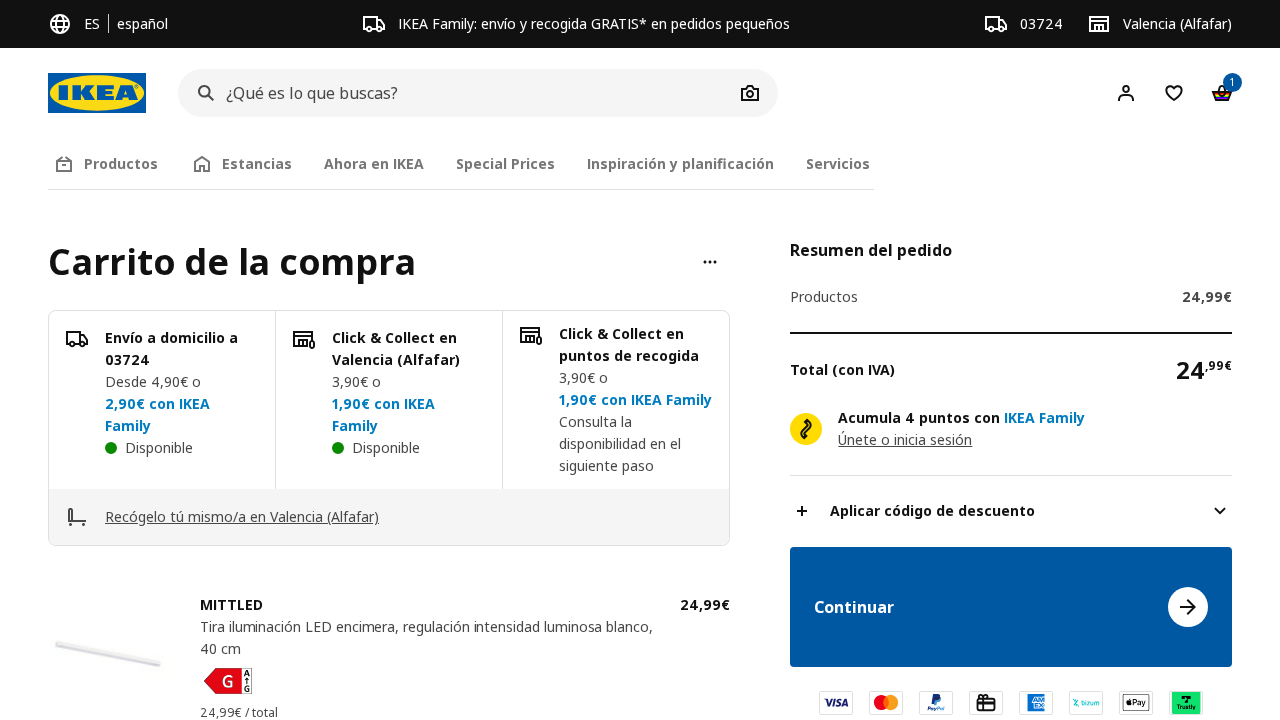 ES español
IKEA Family: envío y recogida GRATIS* en pedidos pequeños
03724
Valencia (Alfafar)
IKEA
¿Qué es lo que buscas?
1
Productos
Estancias
Ahora en IKEA
Special Prices
Inspiración y planificación
Servicios
Carrito de la compra
Envío a domicilio a
03724
Desde 4,90€ o
2,90€ con IKEA
Family
Disponible
Click & Collect en
Valencia (Alfafar)
3,90€ o
1,90€ con IKEA
Family
Disponible
Click & Collect en
puntos de recogida
3,90€ o
1,90€ con IKEA Family
Consulta la
disponibilidad en el
siguiente paso
Recógelo tú mismo/a en Valencia (Alfafar)
MITTLED
24,99€
Tira iluminación LED encimera, regulación intensidad luminosa blanco,
40 cm
G
A
G
24,99€ / total
Resumen del pedido
Productos
24,99€
Total (con IVA)
24,99€
Acumula 4 puntos con IKEA Family
Únete o inicia sesión
Aplicar código de descuento
Continuar
VISA
PayPal
AMEX
bizum
Pay
Trustly